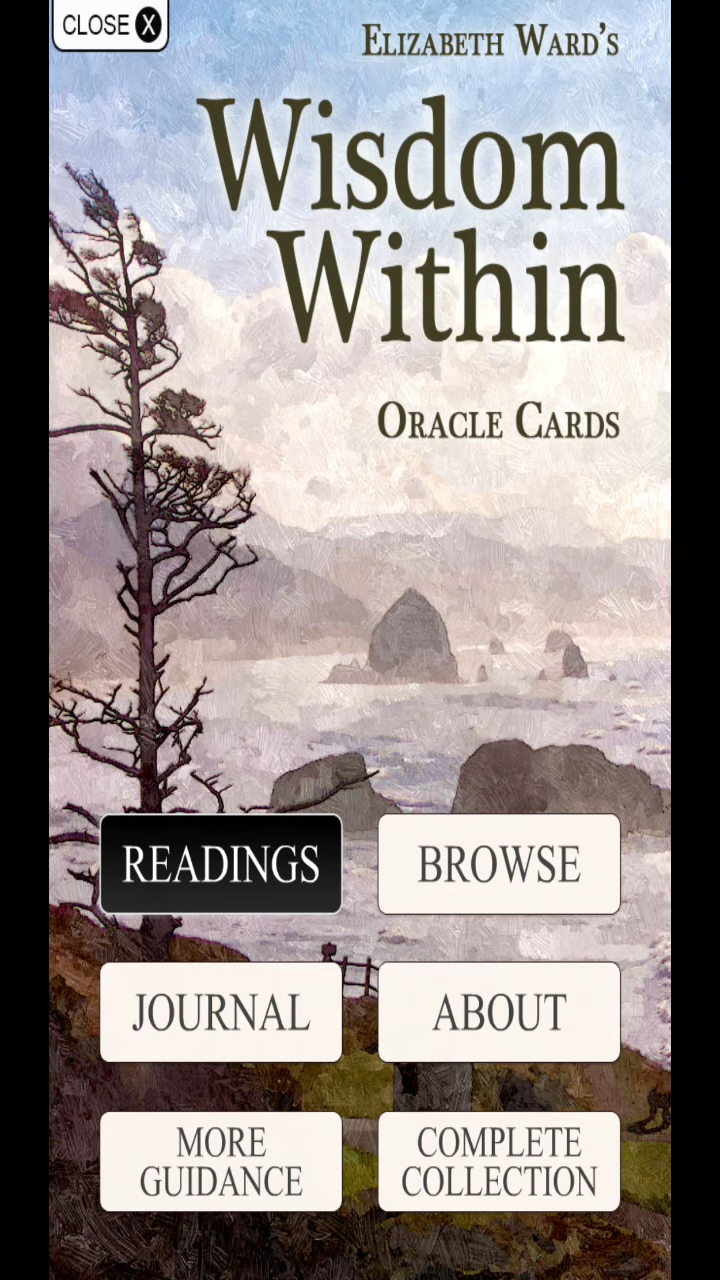 CLOSE X
Elizabeth Ward's
Wisdom
Within
Oracle Cards
READINGS
BROWSE
JOURNAL
ABOUT
MORE
GUIDANCE
COMPLETE
COLLECTION